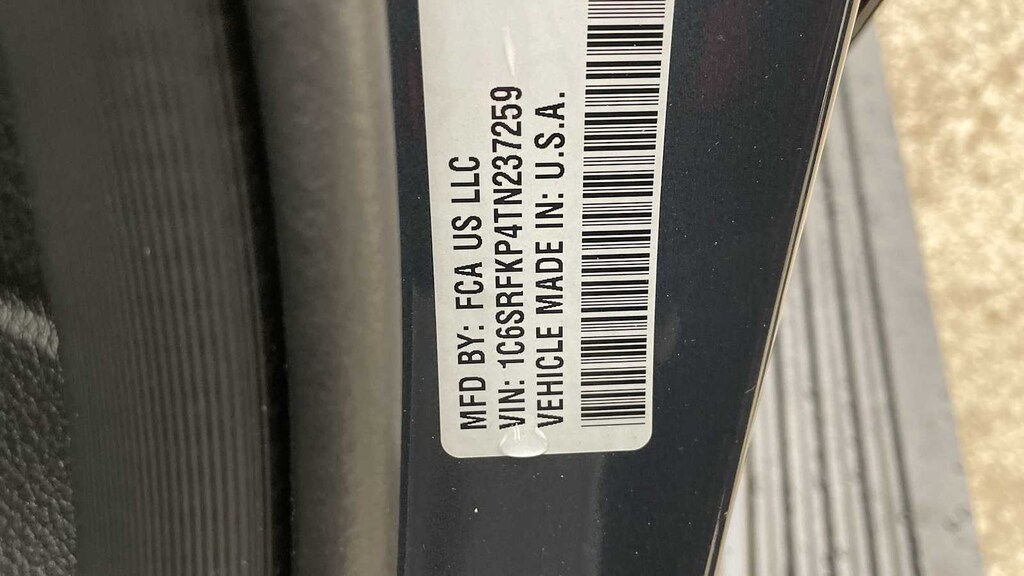 MFD BY: FCA US LLC
VIN: 1C6SRFKP4TN237259
VEHICLE MADE IN: U.S.A.